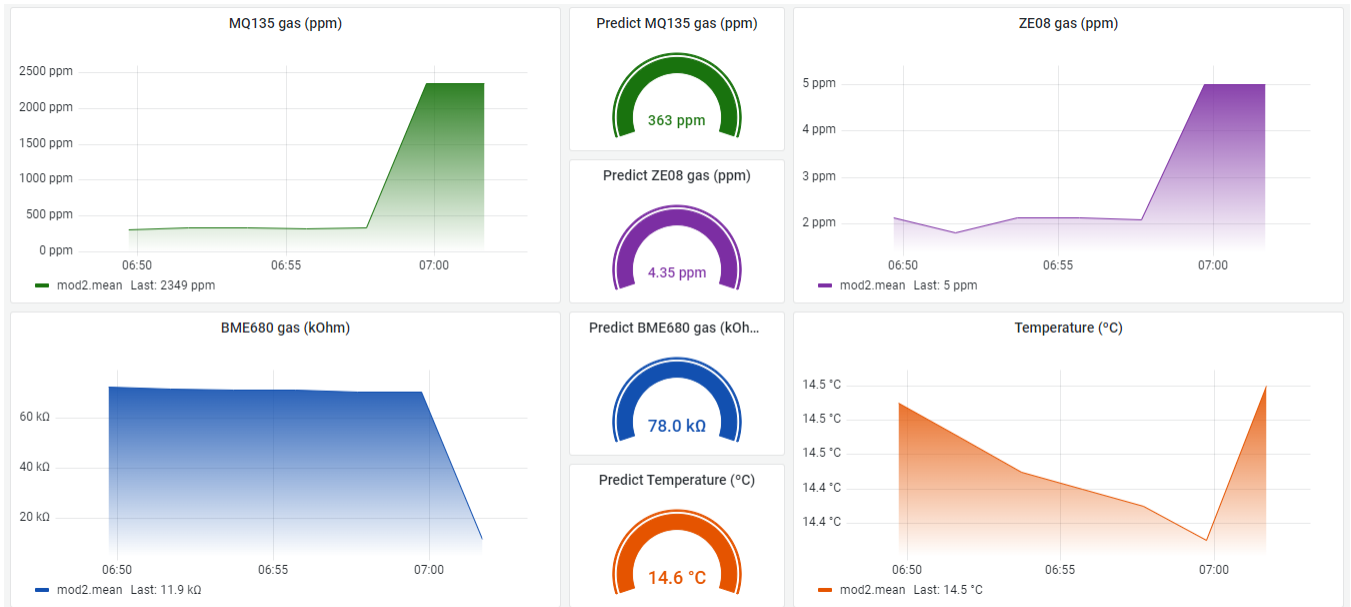 MQ135 gas (ppm)
2500 ppm
2000 ppm
1500 ppm
1000 ppm
500 ppm
0 ppm
06:50 06:55 07:00
mod2.mean Last: 2349 ppm
Predict MQ135 gas (ppm)
363 ppm
Predict ZE08 gas (ppm)
4.35 ppm
ZE08 gas (ppm)
5 ppm
4 ppm
3 ppm
2 ppm
06:50 06:55 07:00
mod2.mean Last: 5 ppm
BME680 gas (kOhm)
60 kΩ
40 kΩ
20 kΩ
06:50 06:55 07:00
mod2.mean Last: 11.9 kΩ
Predict BME680 gas (kOh...
78.0 kΩ
Predict Temperature (ºC)
14.6 °C
Temperature (ºC)
14.5 °C
14.5 °C
14.5 °C
14.4 °C
14.4 °C
06:50 06:55 07:00
mod2.mean Last: 14.5 °C